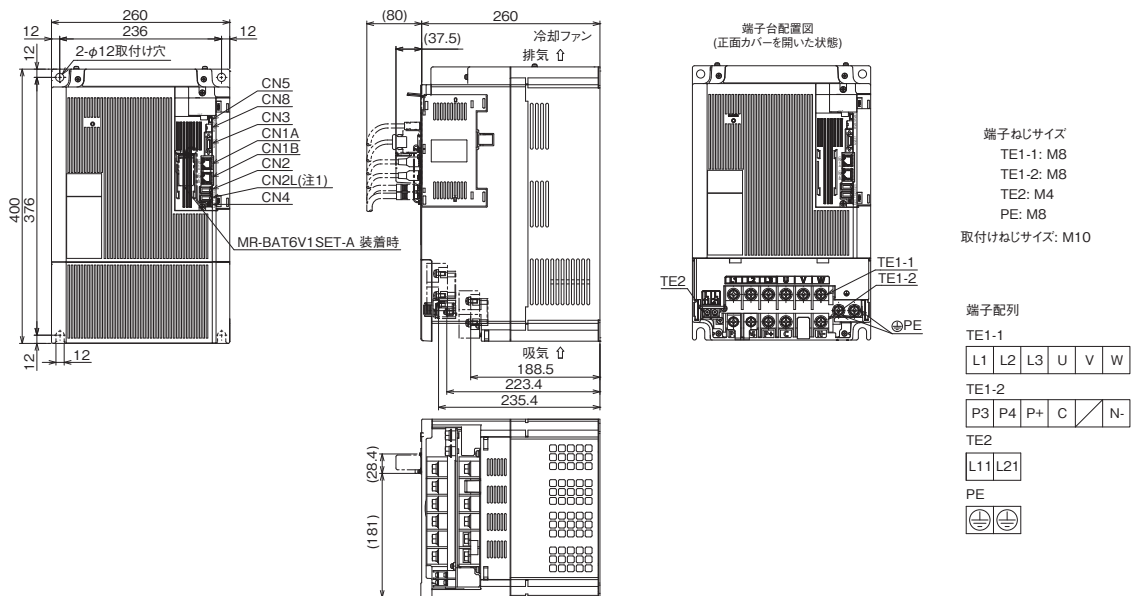 260
236
12
12
2-φ12取付け穴
12
400
376
12
12
CN5
CN8
CN3
CN1A
CN1B
CN2
CN2L(注1)
CN4
MR-BAT6V1SET-A 装着時
(80)
260
(37.5)
冷却ファン
排気
吸気
188.5
223.4
235.4
(28.4)
(181)
端子台配置図
(正面カバーを開いた状態)
L1 L2 L3 U V W
TE1-1
TE1-2
TE2
PE
端子ねじサイズ
TE1-1: M8
TE1-2: M8
TE2: M4
PE: M8
取付けねじサイズ: M10
端子配列
TE1-1
L1 L2 L3 U V W
TE1-2
P3 P4 P+ C N-
TE2
L11 L21
PE